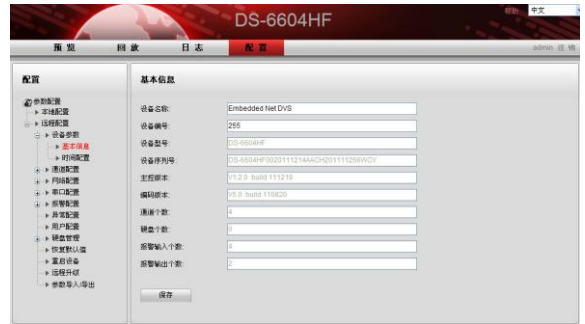 DS-6604HF
帮助 中文
预览 回放 日志 配置 admin 注销
配置
参数配置
本地配置
远程配置
设备参数
基本信息
时间配置
通道配置
网络配置
串口配置
报警配置
异常配置
用户配置
硬盘管理
恢复默认值
重启设备
远程升级
参数导入/导出
基本信息
设备名称: Embedded Net DVS
设备编号: 255
设备型号: DS-6604HF
设备序列号: DS-6604HF0020111214AACH201111266WCV
主控版本: V1.2.0 build 111219
编码版本: V5.0 build 110820
通道个数: 4
硬盘个数: 0
报警输入个数: 4
报警输出个数: 2
保存